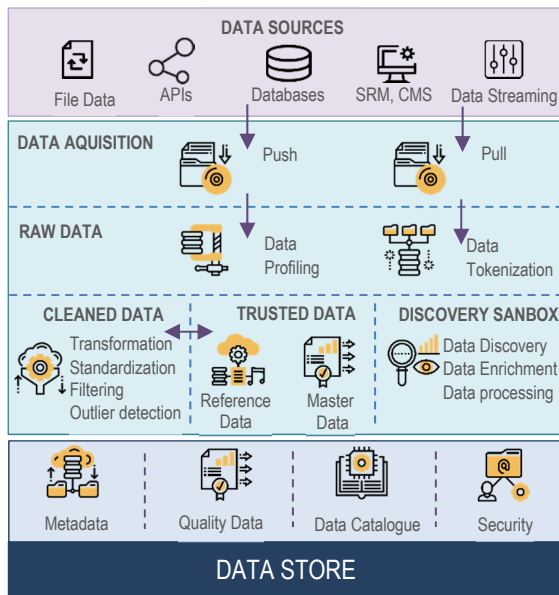 DATA SOURCES
File Data
APIs
Databases
SRM, CMS
Data Streaming
DATA AQUISITION
Push
Pull
RAW DATA
Data
Profiling
Data
Tokenization
CLEANED DATA
Transformation
Standardization
Filtering
Outlier detection
TRUSTED DATA
Reference
Data
Master
Data
DISCOVERY SANBOX
Data Discovery
Data Enrichment
Data processing
Metadata
Quality Data
Data Catalogue
Security
DATA STORE